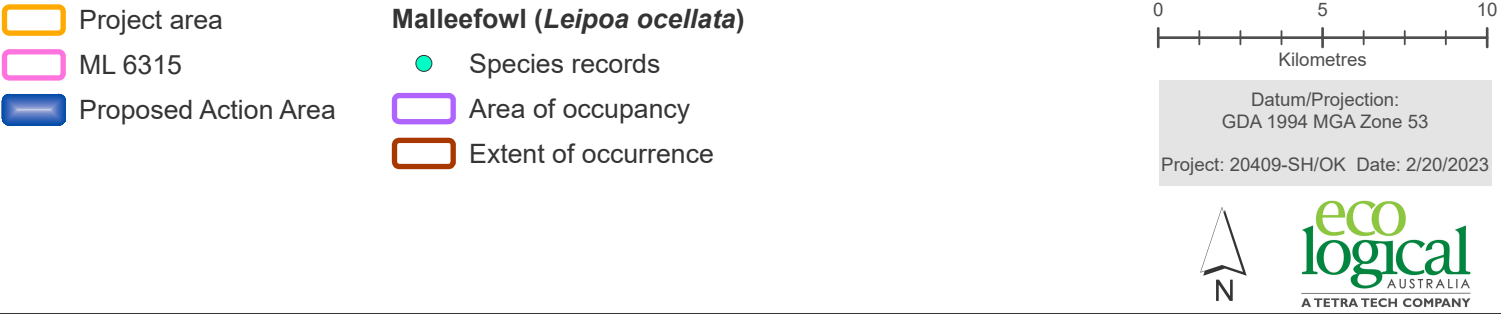 Project area
ML 6315
Proposed Action Area
Malleefowl (Leipoa ocellata)
Species records
Area of occupancy
Extent of occurrence
0 5 10
Kilometres
Datum/Projection:
GDA 1994 MGA Zone 53
Project: 20409-SH/OK Date: 2/20/2023
N
eco
logical
AUSTRALIA
A TETRA TECH COMPANY